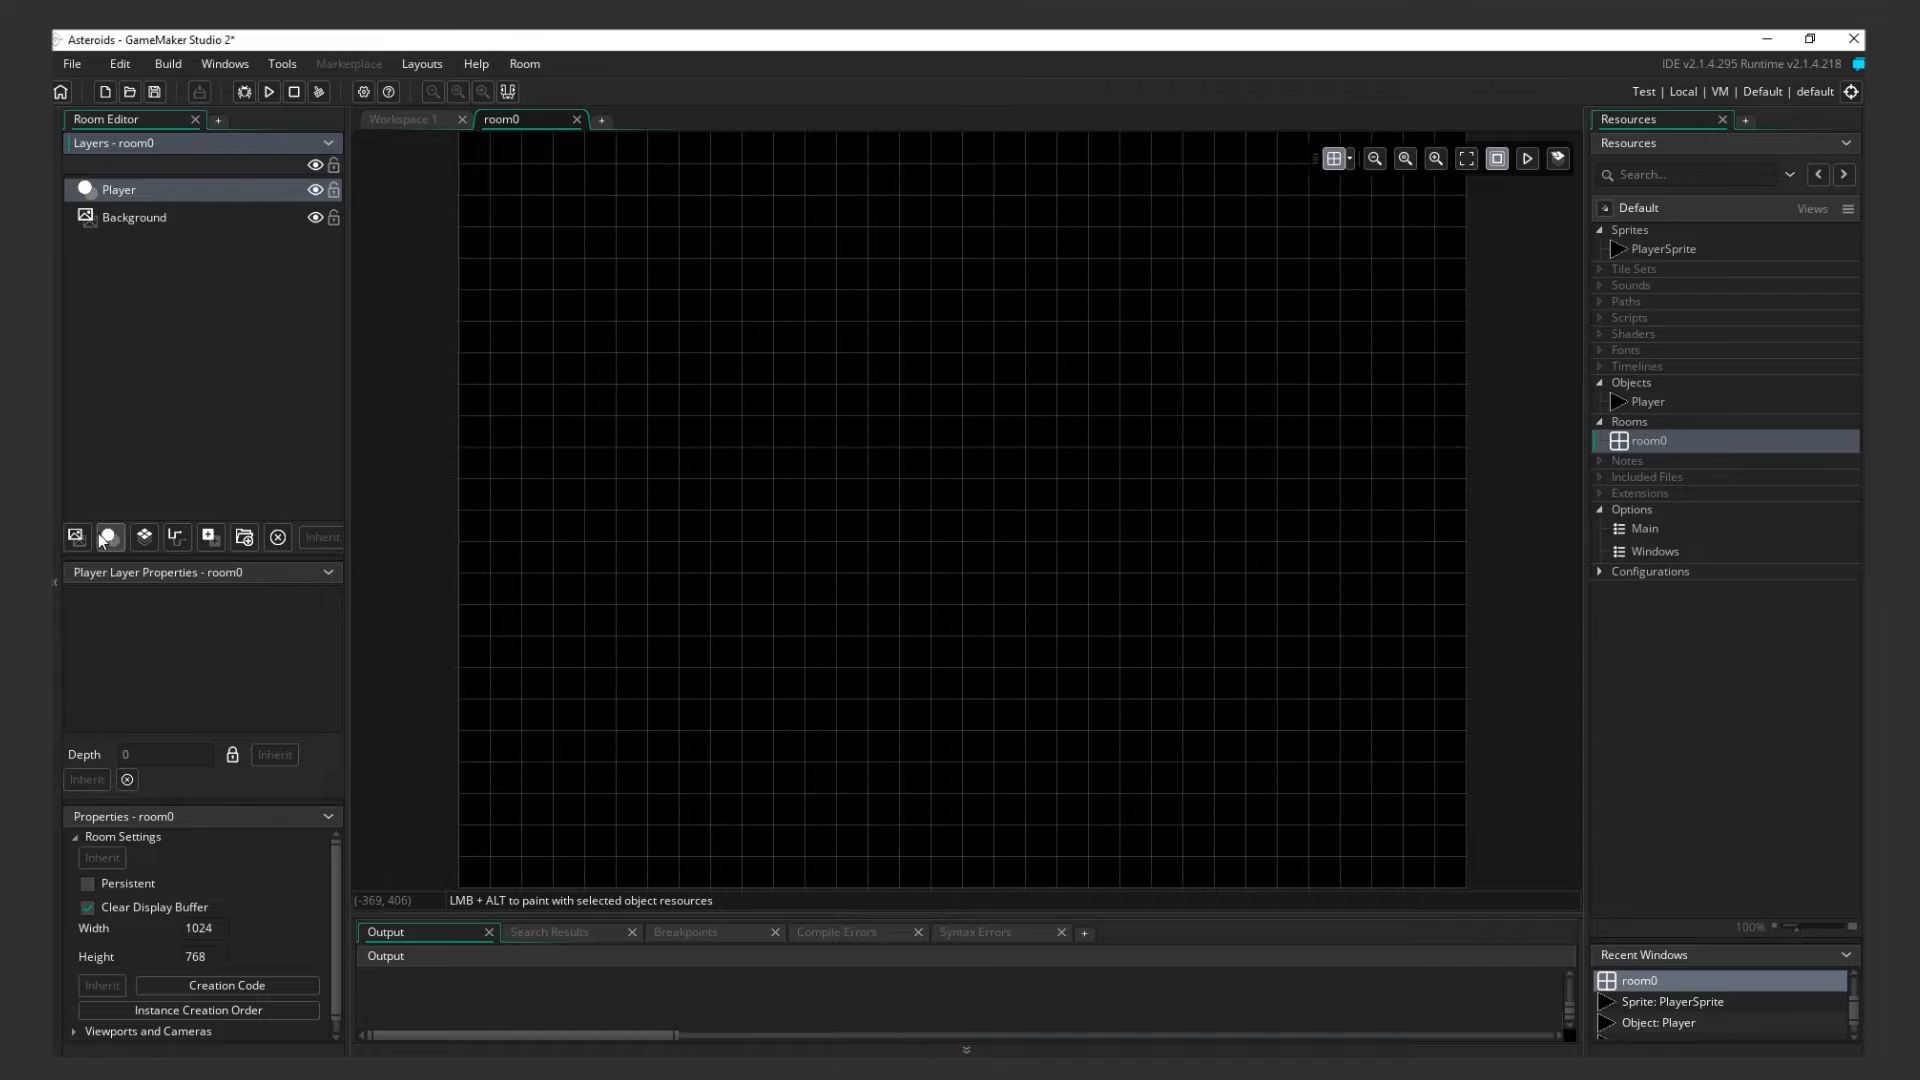 Asteroids - GameMaker Studio 2*
File Edit Build Windows Tools Marketplace Layouts Help Room
IDE v2.1.4.295 Runtime v2.1.4.218
Test | Local | VM | Default | default
Room Editor
Layers - room0
Player
Background
Inherit
Player Layer Properties - room0
Depth 0 Inherit
Inherit
Properties - room0
Room Settings
Inherit
Persistent
Clear Display Buffer
Width 1024
Height 768
Inherit Creation Code
Instance Creation Order
Viewports and Cameras
Workspace 1 room0
(-369, 406) LMB + ALT to paint with selected object resources
Output Search Results Breakpoints Compile Errors Syntax Errors
Output
Resources
Resources
Search...
Default Views
Sprites
PlayerSprite
Tile Sets
Sounds
Paths
Scripts
Shaders
Fonts
Timelines
Objects
Player
Rooms
room0
Notes
Included Files
Extensions
Options
Main
Windows
Configurations
100%
Recent Windows
room0
Sprite: PlayerSprite
Object: Player